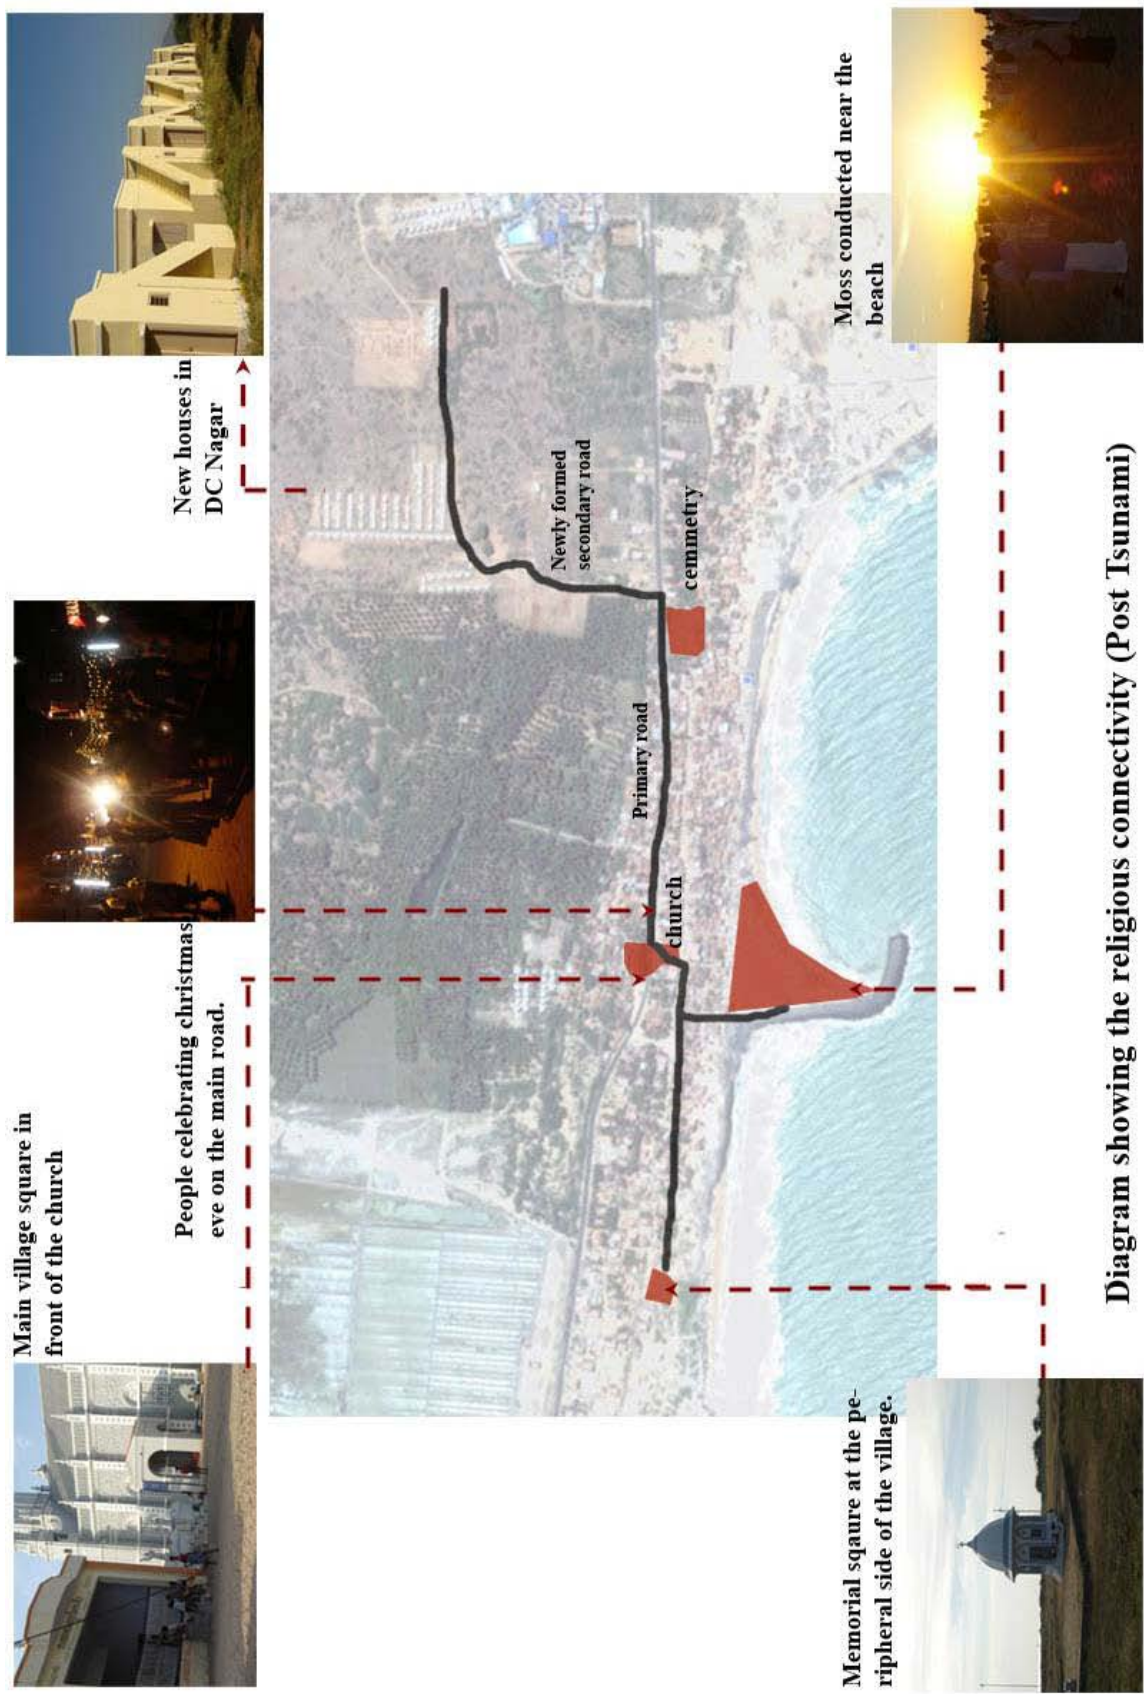 Main village square in
front of the church
People celebrating christmas
eve on the main road.
New houses in
DC Nagar
Newly formed
secondary road
Primary road
cemmetry
church
Memorial sqaure at the pe-
ripheral side of the village.
Moss conducted near the
beach
Diagram showing the religious connectivity (Post Tsunami)